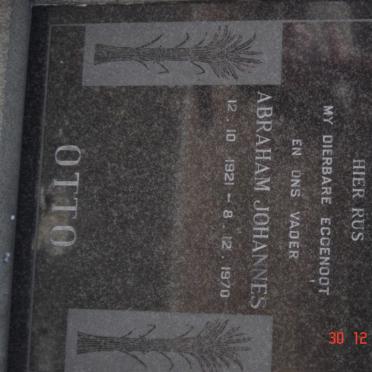 HIER RUS
MY DIERBARE EGGENOOT
EN ONS VADER
ABRAHAM JOHANNES
12. 10 1921 – 8. 12. 1970
OTTO
30 12